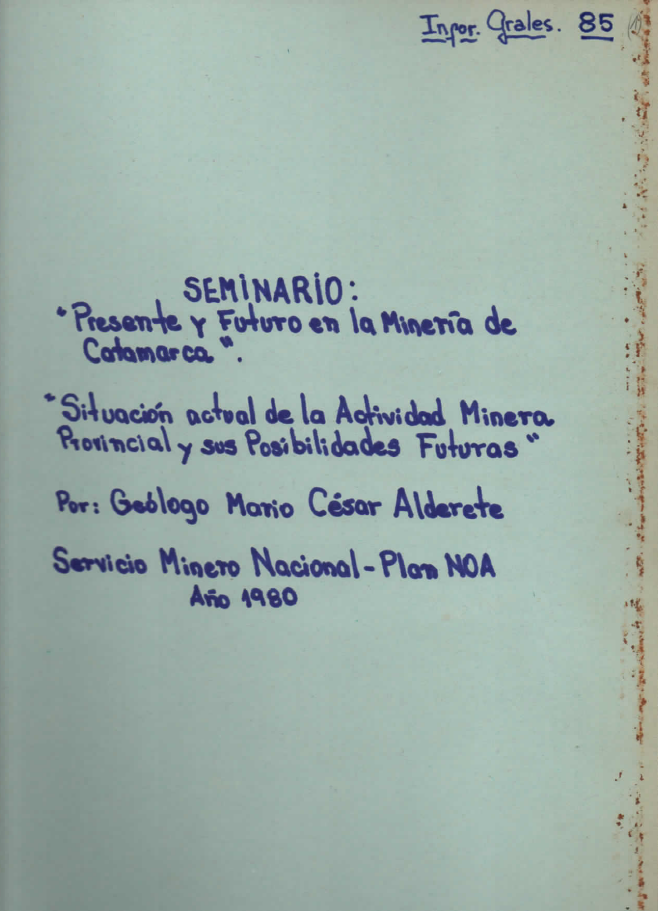 Infor. Grales. 85
SEMINARIO:
"Presente y Futuro en la Minería de
Catamarca".
"Situación actual de la Actividad Minera
Provincial y sus Posibilidades Futuras"
Por: Geólogo Mario César Alderete
Servicio Minero Nacional - Plan NOA
Año 1980